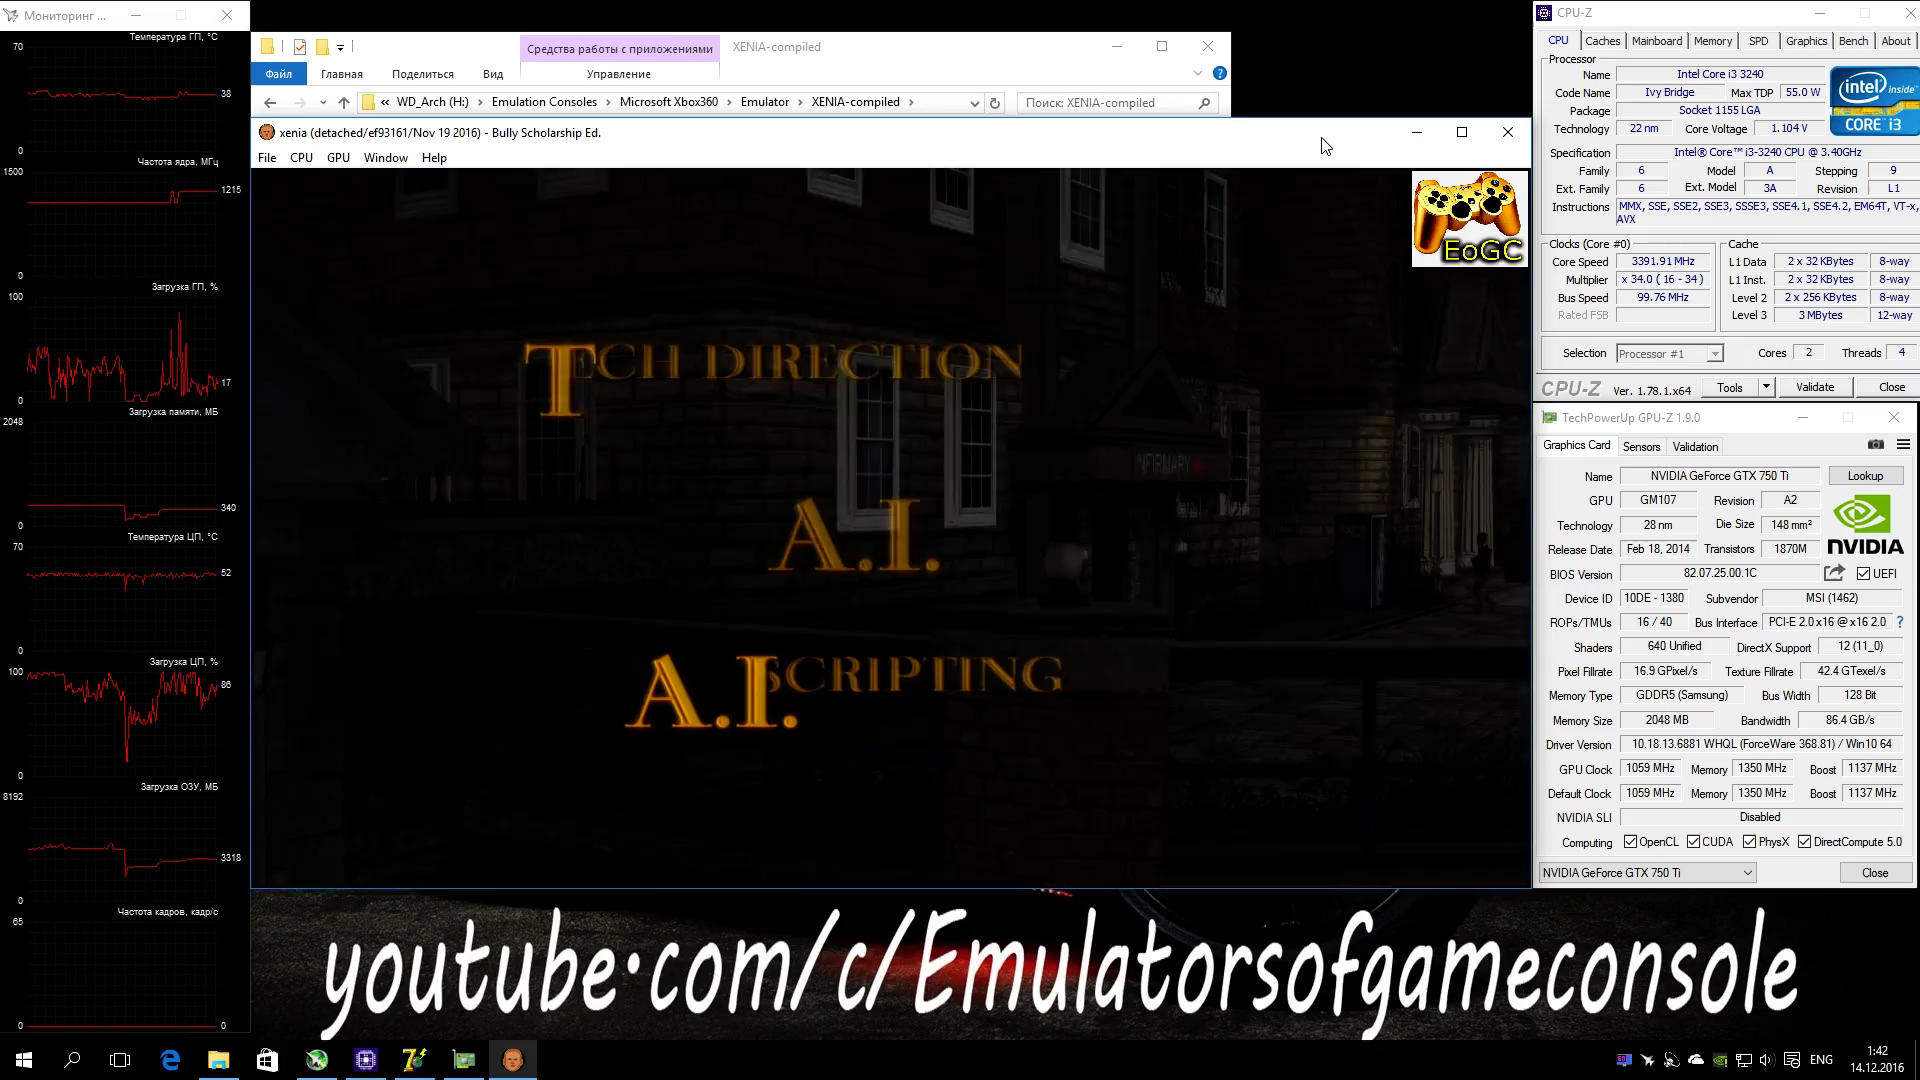 Мониторинг ...
Температура ГП, °C
70
38
0
Частота ядра, МГц
1500
1215
0
Загрузка ГП, %
100
17
0
Загрузка памяти, МБ
2048
340
0
Температура ЦП, °C
70
52
0
Загрузка ЦП, %
100
86
0
Загрузка ОЗУ, МБ
8192
3318
0
Частота кадров, кадр/с
65
0
0
Средства работы с приложениями
XENIA-compiled
Файл
Главная
Поделиться
Вид
Управление
« WD_Arch (H:) › Emulation Consoles › Microsoft Xbox360 › Emulator › XENIA-compiled ›
Поиск: XENIA-compiled
xenia (detached/ef93161/Nov 19 2016) - Bully Scholarship Ed.
File CPU GPU Window Help
EoGC
TECH DIRECTION
INFIRMARY
A.I.
A.I. SCRIPTING
youtube.com/c/Emulatorsofgameconsole
CPU-Z
CPU Caches Mainboard Memory SPD Graphics Bench About
Processor
Name Intel Core i3 3240
Code Name Ivy Bridge Max TDP 55.0 W
Package Socket 1155 LGA
Technology 22 nm Core Voltage 1.104 V
intel inside™
CORE i3
Specification Intel® Core™ i3-3240 CPU @ 3.40GHz
Family 6 Model A Stepping 9
Ext. Family 6 Ext. Model 3A Revision L1
Instructions MMX, SSE, SSE2, SSE3, SSSE3, SSE4.1, SSE4.2, EM64T, VT-x,
AVX
Clocks (Core #0) Cache
Core Speed 3391.91 MHz L1 Data 2 x 32 KBytes 8-way
Multiplier x 34.0 ( 16 - 34 ) L1 Inst. 2 x 32 KBytes 8-way
Bus Speed 99.76 MHz Level 2 2 x 256 KBytes 8-way
Rated FSB Level 3 3 MBytes 12-way
Selection Processor #1 Cores 2 Threads 4
CPU-Z Ver. 1.78.1.x64 Tools Validate Close
TechPowerUp GPU-Z 1.9.0
Graphics Card Sensors Validation
Name NVIDIA GeForce GTX 750 Ti Lookup
GPU GM107 Revision A2
Technology 28 nm Die Size 148 mm²
Release Date Feb 18, 2014 Transistors 1870M
NVIDIA
BIOS Version 82.07.25.00.1C UEFI
Device ID 10DE - 1380 Subvendor MSI (1462)
ROPs/TMUs 16 / 40 Bus Interface PCI-E 2.0 x16 @ x16 2.0 ?
Shaders 640 Unified DirectX Support 12 (11_0)
Pixel Fillrate 16.9 GPixel/s Texture Fillrate 42.4 GTexel/s
Memory Type GDDR5 (Samsung) Bus Width 128 Bit
Memory Size 2048 MB Bandwidth 86.4 GB/s
Driver Version 10.18.13.6881 WHQL (ForceWare 368.81) / Win10 64
GPU Clock 1059 MHz Memory 1350 MHz Boost 1137 MHz
Default Clock 1059 MHz Memory 1350 MHz Boost 1137 MHz
NVIDIA SLI Disabled
Computing OpenCL CUDA PhysX DirectCompute 5.0
NVIDIA GeForce GTX 750 Ti Close
ENG
1:42
14.12.2016